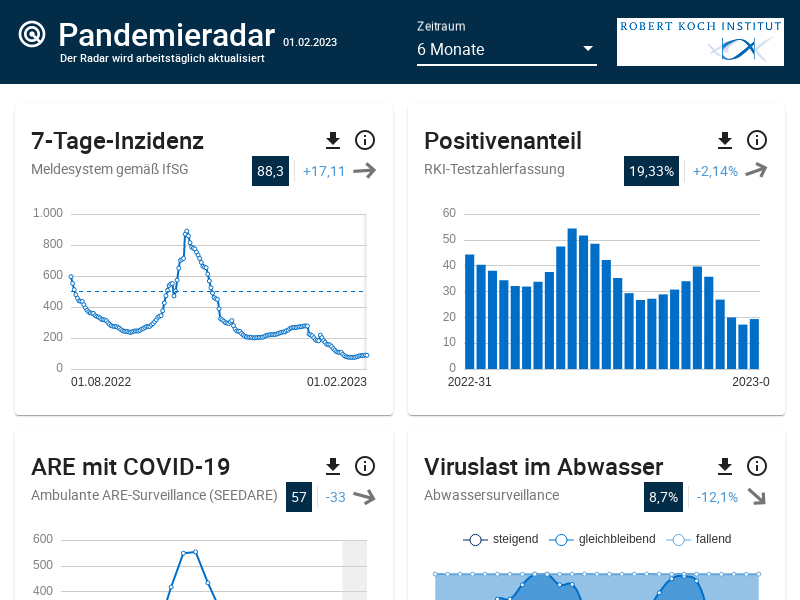 Pandemieradar 01.02.2023
Der Radar wird arbeitstäglich aktualisiert
Zeitraum
6 Monate
ROBERT KOCH INSTITUT
7-Tage-Inzidenz
Meldesystem gemäß IfSG
88,3 +17,11
1.000
800
600
400
200
0
01.08.2022 01.02.2023
Positivenanteil
RKI-Testzahlerfassung
19,33% +2,14%
60
50
40
30
20
10
0
2022-31 2023-0
ARE mit COVID-19
Ambulante ARE-Surveillance (SEEDARE) 57 -33
600
500
400
Viruslast im Abwasser
Abwassersurveillance 8,7% -12,1%
steigend gleichbleibend fallend